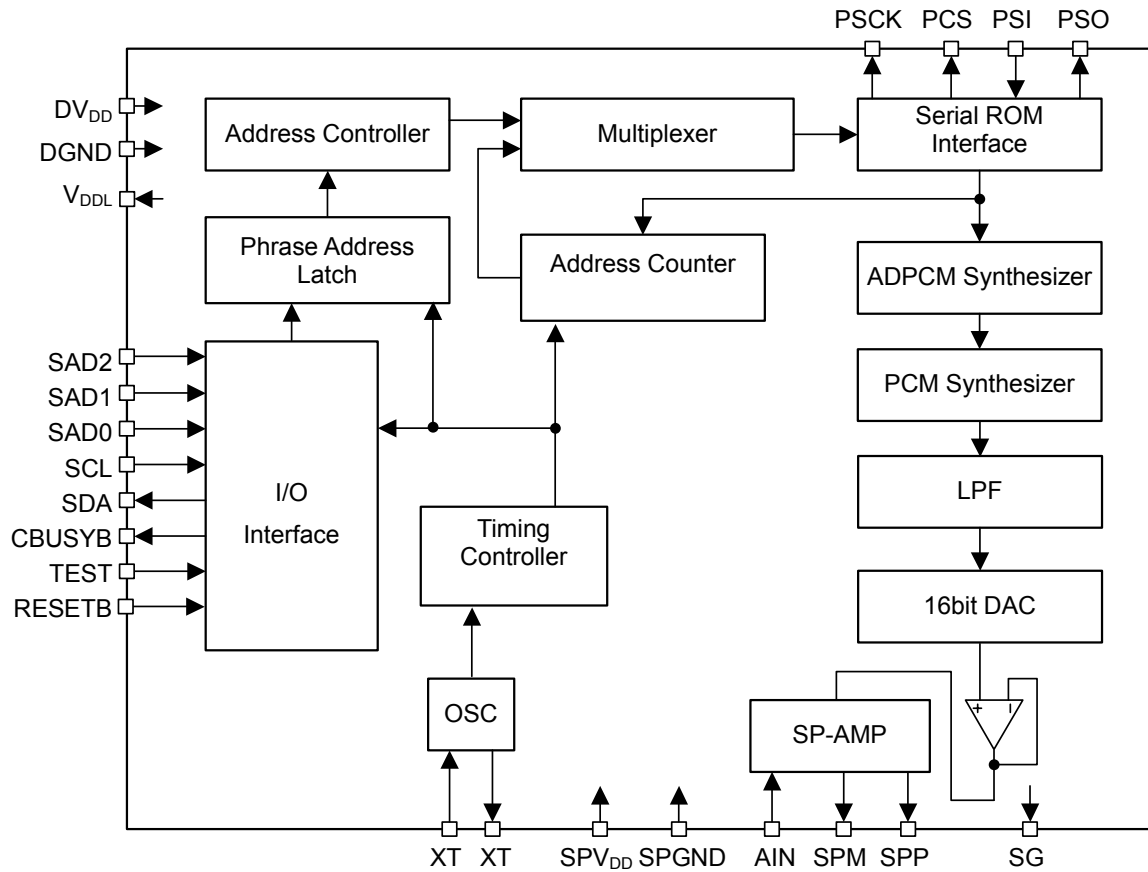 PSCK PCS PSI PSO
DVDD
DGND
VDDL
Address Controller
Multiplexer
Serial ROM
Interface
Phrase Address
Latch
Address Counter
ADPCM Synthesizer
SAD2
SAD1
SAD0
SCL
SDA
CBUSYB
TEST
RESETB
I/O
Interface
PCM Synthesizer
LPF
Timing
Controller
16bit DAC
OSC
SP-AMP
+ −
XT XT SPVDD SPGND AIN SPM SPP SG